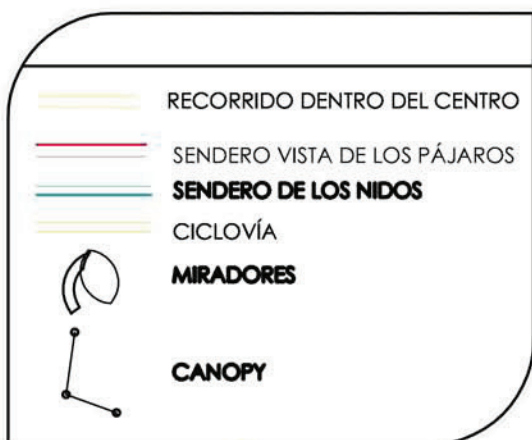 RECORRIDO DENTRO DEL CENTRO
SENDERO VISTA DE LOS PÁJAROS
SENDERO DE LOS NIDOS
CICLOVÍA
MIRADORES
CANOPY